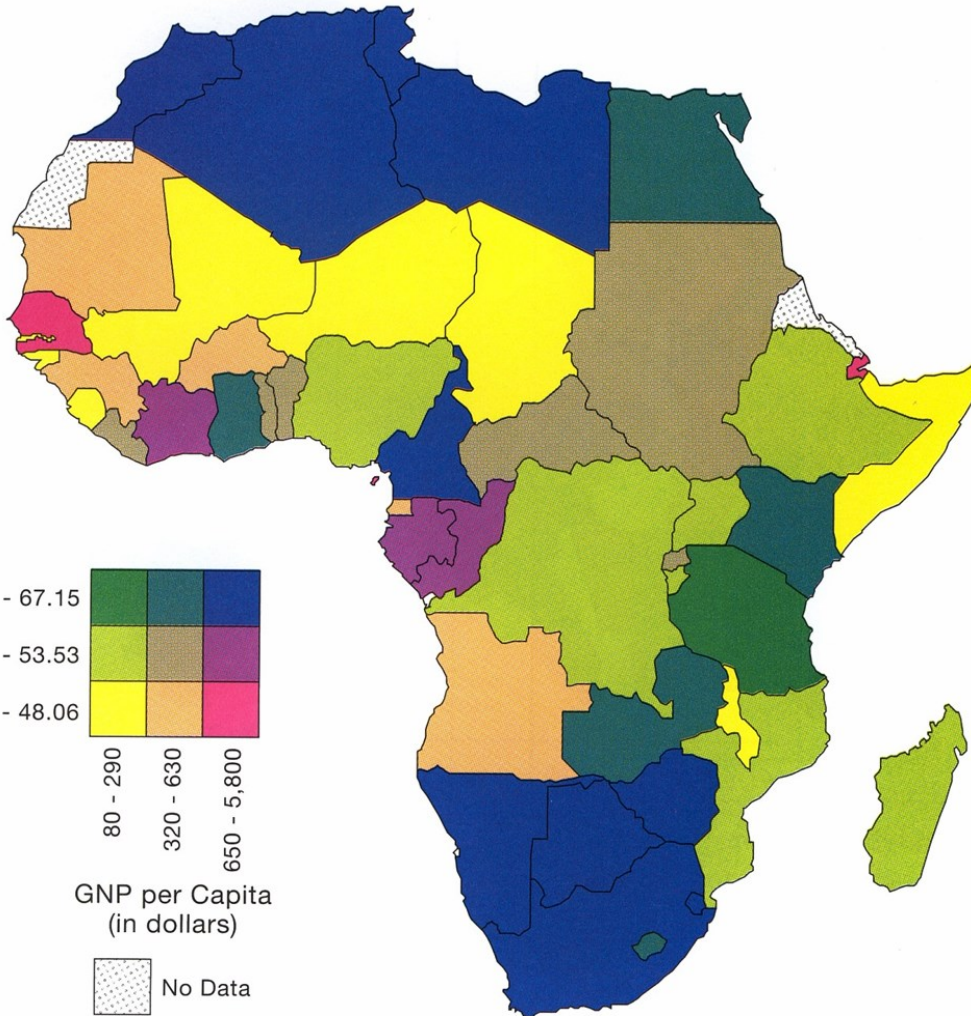 - 67.15
- 53.53
- 48.06
80 - 290
320 - 630
650 - 5,800
GNP per Capita
(in dollars)
No Data